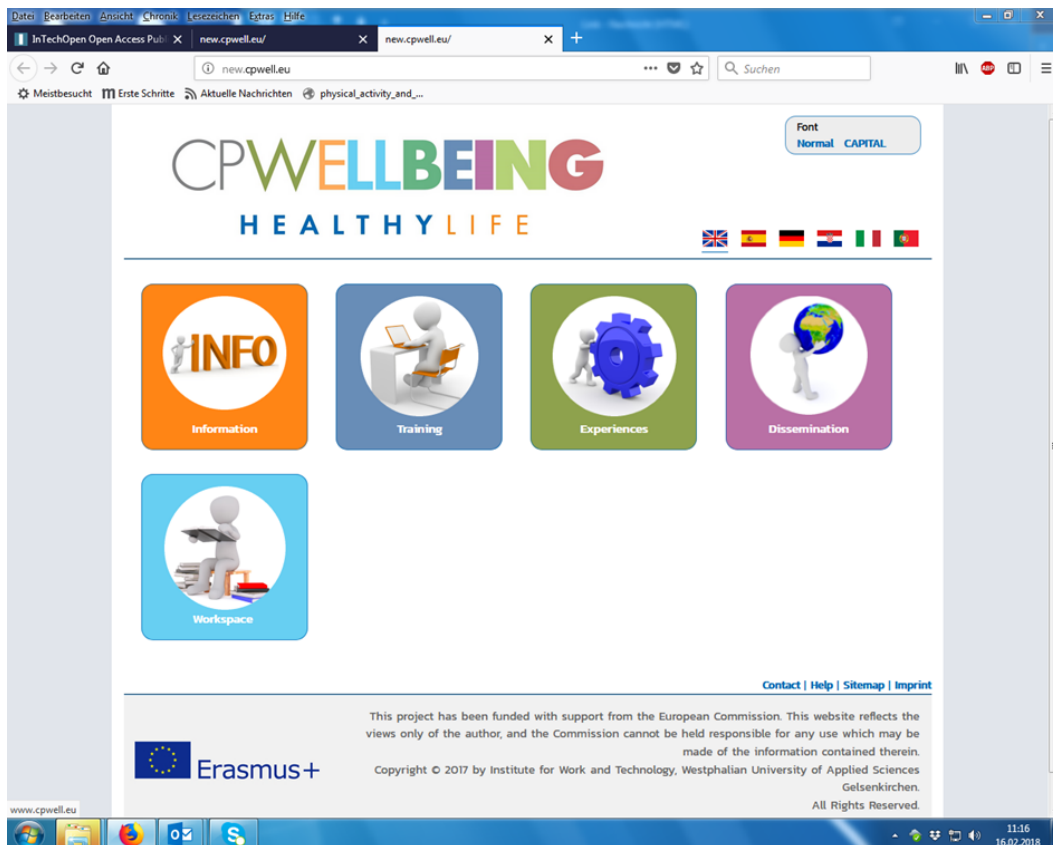 Datei Bearbeiten Ansicht Chronik Lesezeichen Extras Hilfe
InTechOpen Open Access Publ new.cpwell.eu/ new.cpwell.eu/
new.cpwell.eu Suchen
Meistbesucht Erste Schritte Aktuelle Nachrichten physical_activity_and_...
Font
Normal CAPITAL
CPWELLBEING
HEALTHYLIFE
INFO
Information Training Experiences Dissemination
Workspace
Contact | Help | Sitemap | Imprint
This project has been funded with support from the European Commission. This website reflects the
views only of the author, and the Commission cannot be held responsible for any use which may be
made of the information contained therein.
Erasmus+
Copyright © 2017 by Institute for Work and Technology, Westphalian University of Applied Sciences
Gelsenkirchen.
All Rights Reserved.
www.cpwell.eu
11:16
16.02.2018